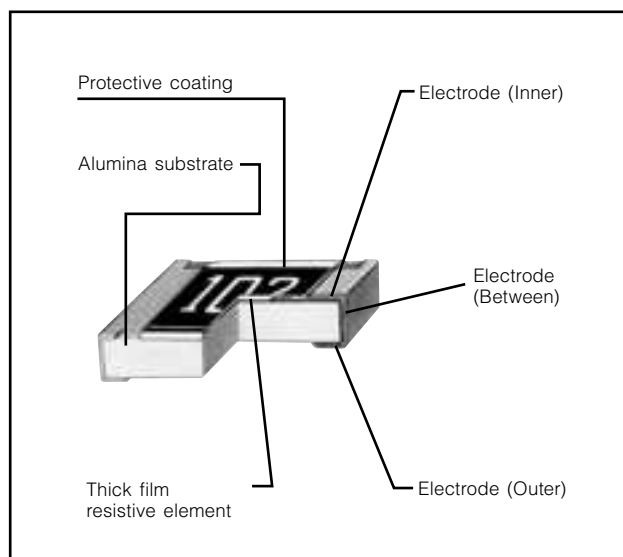 Protective coating
Electrode (Inner)
Alumina substrate
Electrode
(Between)
102
Thick film
resistive element
Electrode (Outer)